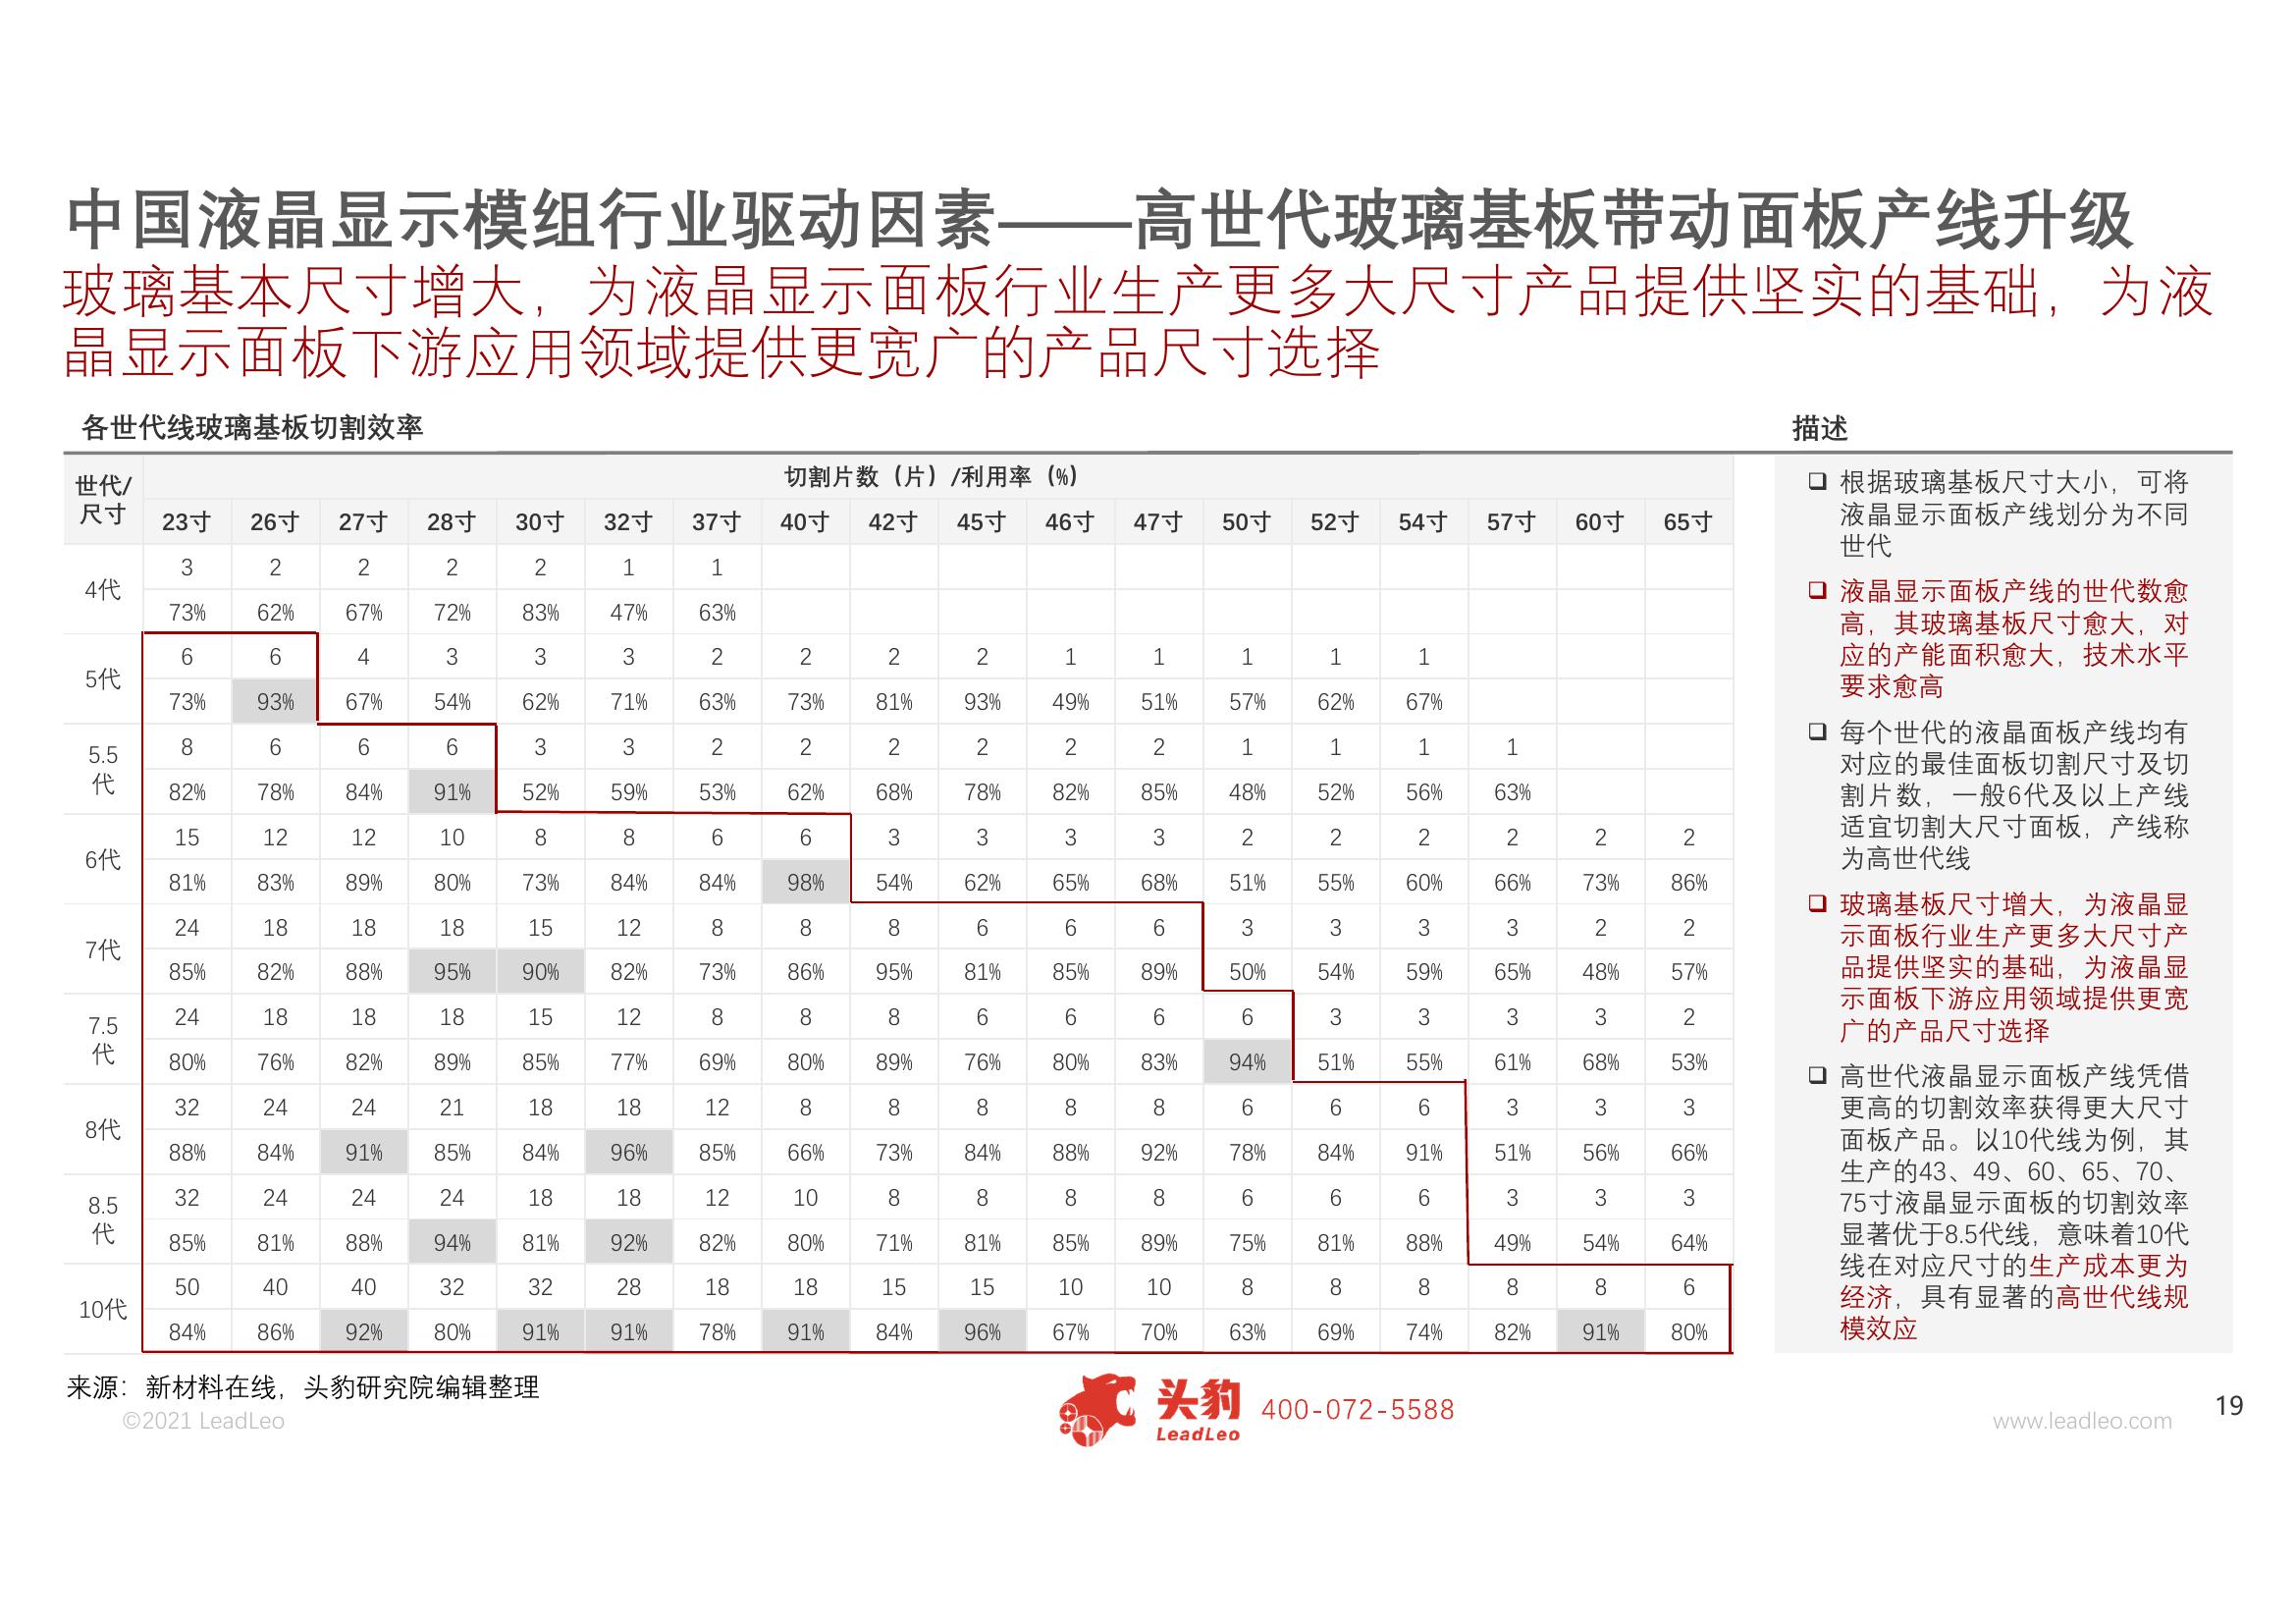 中国液晶显示模组行业驱动因素——高世代玻璃基板带动面板产线升级
玻璃基本尺寸增大，为液晶显示面板行业生产更多大尺寸产品提供坚实的基础，为液
晶显示面板下游应用领域提供更宽广的产品尺寸选择
各世代线玻璃基板切割效率
世代/
尺寸
切割片数（片）/利用率（%）
23寸 26寸 27寸 28寸 30寸 32寸 37寸 40寸 42寸 45寸 46寸 47寸 50寸 52寸 54寸 57寸 60寸 65寸
4代
3 2 2 2 2 1 1
73% 62% 67% 72% 83% 47% 63%
5代
6 6 4 3 3 3 2 2 2 2 1 1 1 1 1
73% 93% 67% 54% 62% 71% 63% 73% 81% 93% 49% 51% 57% 62% 67%
5.5
代
8 6 6 6 3 3 2 2 2 2 2 2 1 1 1 1
82% 78% 84% 91% 52% 59% 53% 62% 68% 78% 82% 85% 48% 52% 56% 63%
6代
15 12 12 10 8 8 6 6 3 3 3 3 2 2 2 2 2 2
81% 83% 89% 80% 73% 84% 84% 98% 54% 62% 65% 68% 51% 55% 60% 66% 73% 86%
7代
24 18 18 18 15 12 8 8 8 6 6 6 3 3 3 3 2 2
85% 82% 88% 95% 90% 82% 73% 86% 95% 81% 85% 89% 50% 54% 59% 65% 48% 57%
7.5
代
24 18 18 18 15 12 8 8 8 6 6 6 6 3 3 3 3 2
80% 76% 82% 89% 85% 77% 69% 80% 89% 76% 80% 83% 94% 51% 55% 61% 68% 53%
8代
32 24 24 21 18 18 12 8 8 8 8 8 6 6 6 3 3 3
88% 84% 91% 85% 84% 96% 85% 66% 73% 84% 88% 92% 78% 84% 91% 51% 56% 66%
8.5
代
32 24 24 24 18 18 12 10 8 8 8 8 6 6 6 3 3 3
85% 81% 88% 94% 81% 92% 82% 80% 71% 81% 85% 89% 75% 81% 88% 49% 54% 64%
10代
50 40 40 32 32 28 18 18 15 15 10 10 8 8 8 8 8 6
84% 86% 92% 80% 91% 91% 78% 91% 84% 96% 67% 70% 63% 69% 74% 82% 91% 80%
描述
根据玻璃基板尺寸大小，可将
液晶显示面板产线划分为不同
世代
液晶显示面板产线的世代数愈
高，其玻璃基板尺寸愈大，对
应的产能面积愈大，技术水平
要求愈高
每个世代的液晶面板产线均有
对应的最佳面板切割尺寸及切
割片数，一般6代及以上产线
适宜切割大尺寸面板，产线称
为高世代线
玻璃基板尺寸增大，为液晶显
示面板行业生产更多大尺寸产
品提供坚实的基础，为液晶显
示面板下游应用领域提供更宽
广的产品尺寸选择
高世代液晶显示面板产线凭借
更高的切割效率获得更大尺寸
面板产品。以10代线为例，其
生产的43、49、60、65、70、
75寸液晶显示面板的切割效率
显著优于8.5代线，意味着10代
线在对应尺寸的生产成本更为
经济，具有显著的高世代线规
模效应
来源：新材料在线，头豹研究院编辑整理
©2021 LeadLeo
头豹
LeadLeo
400-072-5588
www.leadleo.com
19